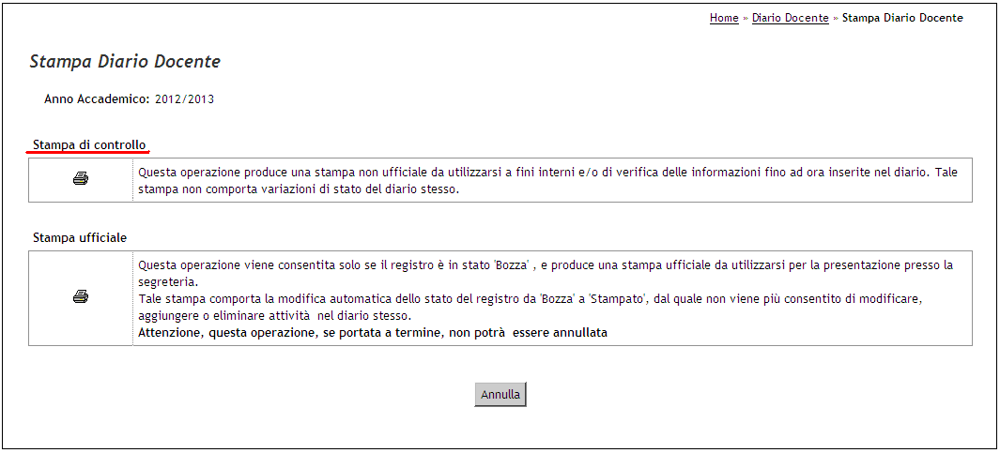 Home » Diario Docente » Stampa Diario Docente
Stampa Diario Docente
Anno Accademico: 2012/2013
Stampa di controllo
Questa operazione produce una stampa non ufficiale da utilizzarsi a fini interni e/o di verifica delle informazioni fino ad ora inserite nel diario. Tale
stampa non comporta variazioni di stato del diario stesso.
Stampa ufficiale
Questa operazione viene consentita solo se il registro è in stato 'Bozza' , e produce una stampa ufficiale da utilizzarsi per la presentazione presso la
segreteria.
Tale stampa comporta la modifica automatica dello stato del registro da 'Bozza' a 'Stampato', dal quale non viene più consentito di modificare,
aggiungere o eliminare attività  nel diario stesso.
Attenzione, questa operazione, se portata a termine, non potrà  essere annullata
Annulla